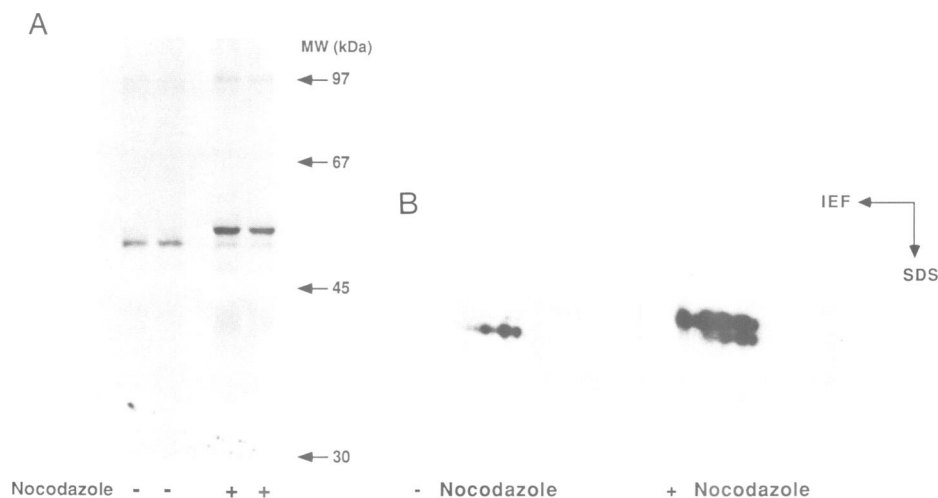 A
MW (kDa)
97
67
B
IEF
SDS
45
30
Nocodazole - - + +
- Nocodazole + Nocodazole